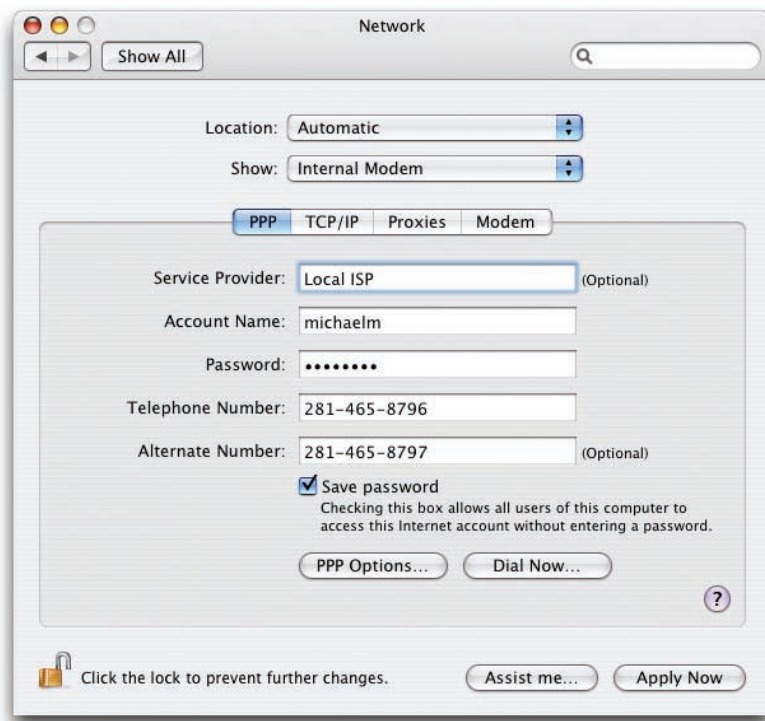 Network
Show All
Location: Automatic
Show: Internal Modem
PPP TCP/IP Proxies Modem
Service Provider: Local ISP (Optional)
Account Name: michaelm
Password: ••••••••
Telephone Number: 281-465-8796
Alternate Number: 281-465-8797 (Optional)
Save password
Checking this box allows all users of this computer to
access this Internet account without entering a password.
PPP Options... Dial Now...
?
Click the lock to prevent further changes. Assist me... Apply Now